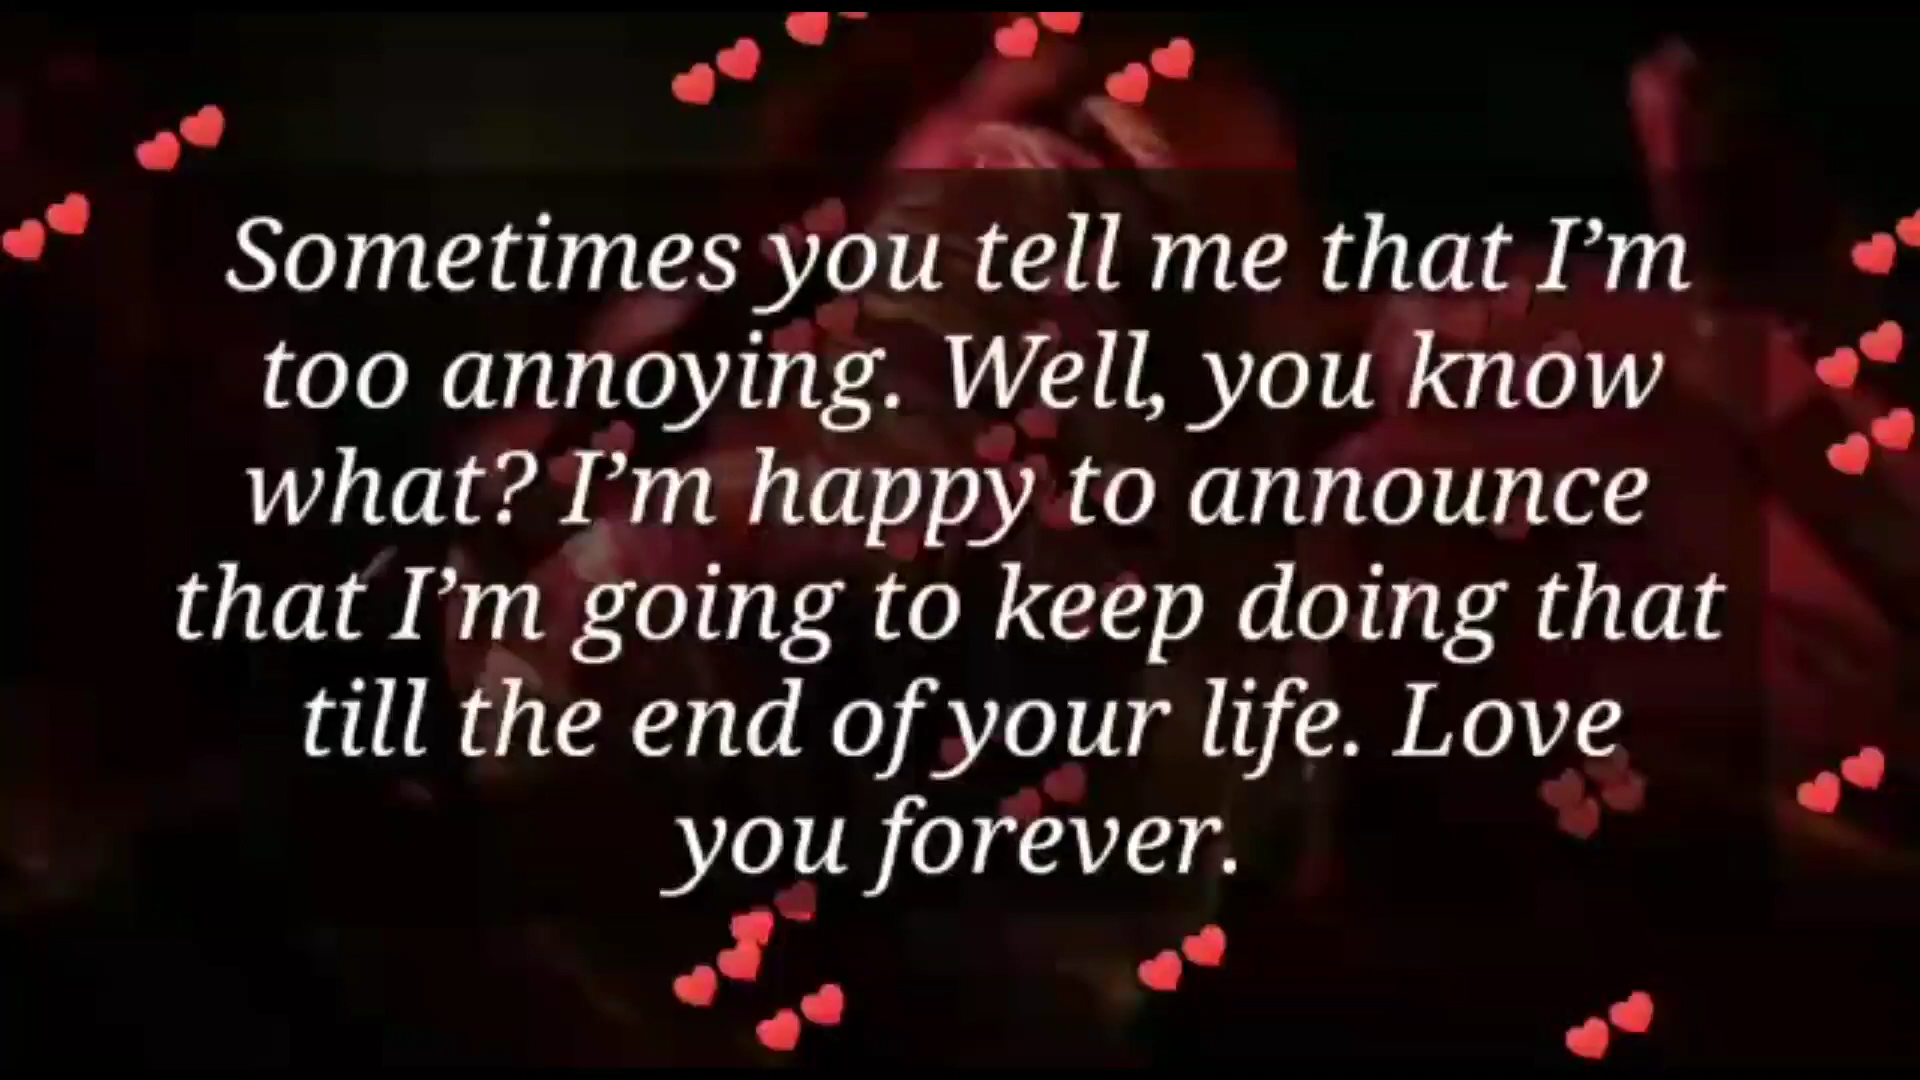 Sometimes you tell me that I’m
too annoying. Well, you know
what? I’m happy to announce
that I’m going to keep doing that
till the end of your life. Love
you forever.